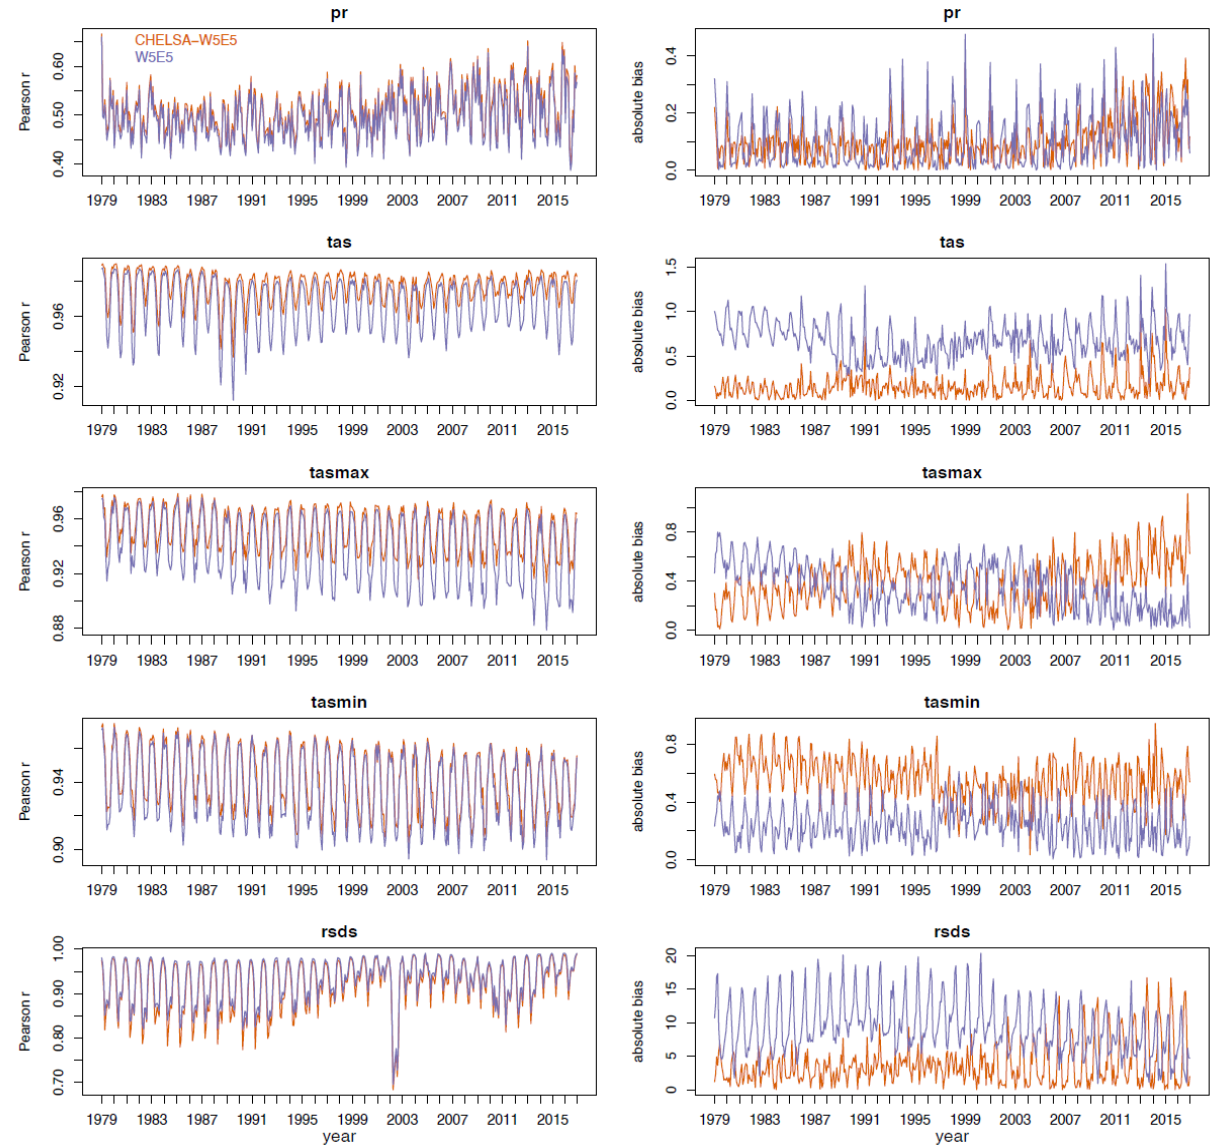 pr
CHELSA-W5E5
W5E5
Pearson r
0.40 0.50 0.60
1979 1983 1987 1991 1995 1999 2003 2007 2011 2015
pr
absolute bias
0.0 0.2 0.4
1979 1983 1987 1991 1995 1999 2003 2007 2011 2015
tas
Pearson r
0.92 0.96
1979 1983 1987 1991 1995 1999 2003 2007 2011 2015
tas
absolute bias
0.0 0.5 1.0 1.5
1979 1983 1987 1991 1995 1999 2003 2007 2011 2015
tasmax
Pearson r
0.88 0.92 0.96
1979 1983 1987 1991 1995 1999 2003 2007 2011 2015
tasmax
absolute bias
0.0 0.4 0.8
1979 1983 1987 1991 1995 1999 2003 2007 2011 2015
tasmin
Pearson r
0.90 0.94
1979 1983 1987 1991 1995 1999 2003 2007 2011 2015
tasmin
absolute bias
0.0 0.4 0.8
1979 1983 1987 1991 1995 1999 2003 2007 2011 2015
rsds
Pearson r
0.70 0.80 0.90 1.00
1979 1983 1987 1991 1995 1999 2003 2007 2011 2015
year
rsds
absolute bias
0 5 10 15 20
1979 1983 1987 1991 1995 1999 2003 2007 2011 2015
year